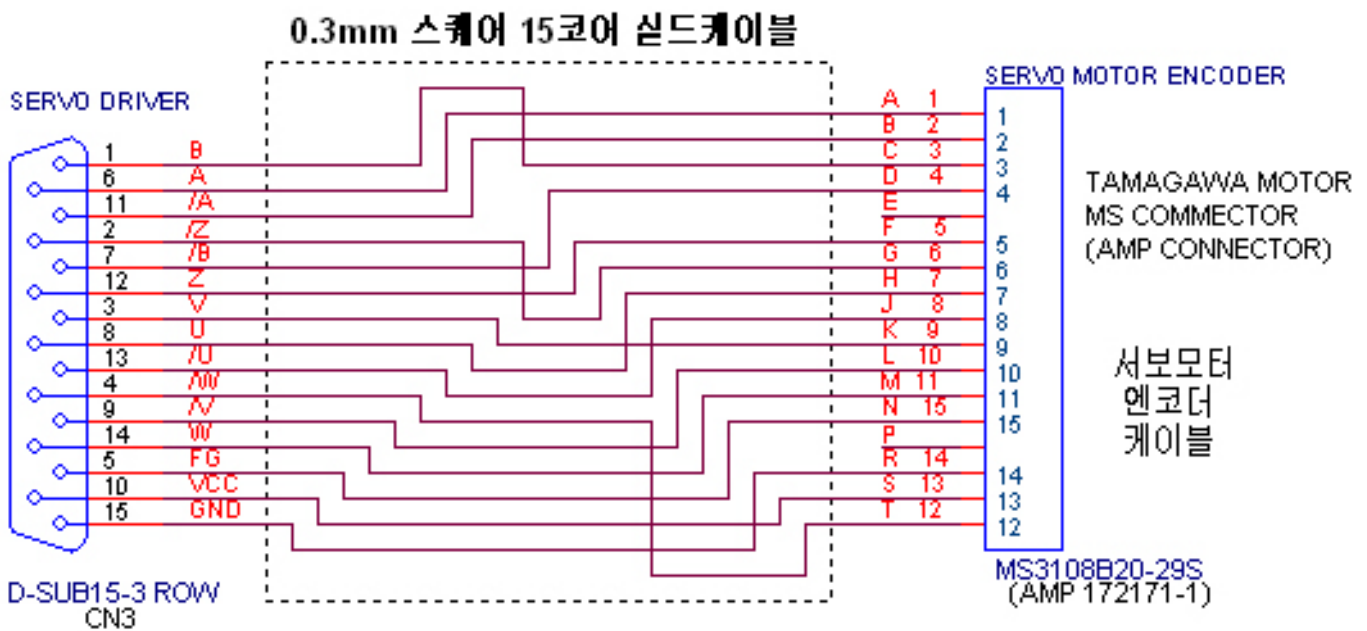 0.3mm 스퀘어 15코어 실드케이블
SERVO DRIVER
1 B
6 A
11 /A
2 /Z
7 /B
12 Z
3 V
8 U
13 /U
4 /W
9 /V
14 W
5 FG
10 VCC
15 GND
D-SUB15-3 ROW
CN3
SERVO MOTOR ENCODER
A 1 1
B 2 2
C 3 3
D 4 4
E
F 5 5
G 6 6
H 7 7
J 8 8
K 9 9
L 10 10
M 11 11
N 15 15
P
R 14 14
S 13 13
T 12 12
MS3108B20-29S
(AMP 172171-1)
TAMAGAWA MOTOR
MS COMMECTOR
(AMP CONNECTOR)
서보모터
엔코더
케이블